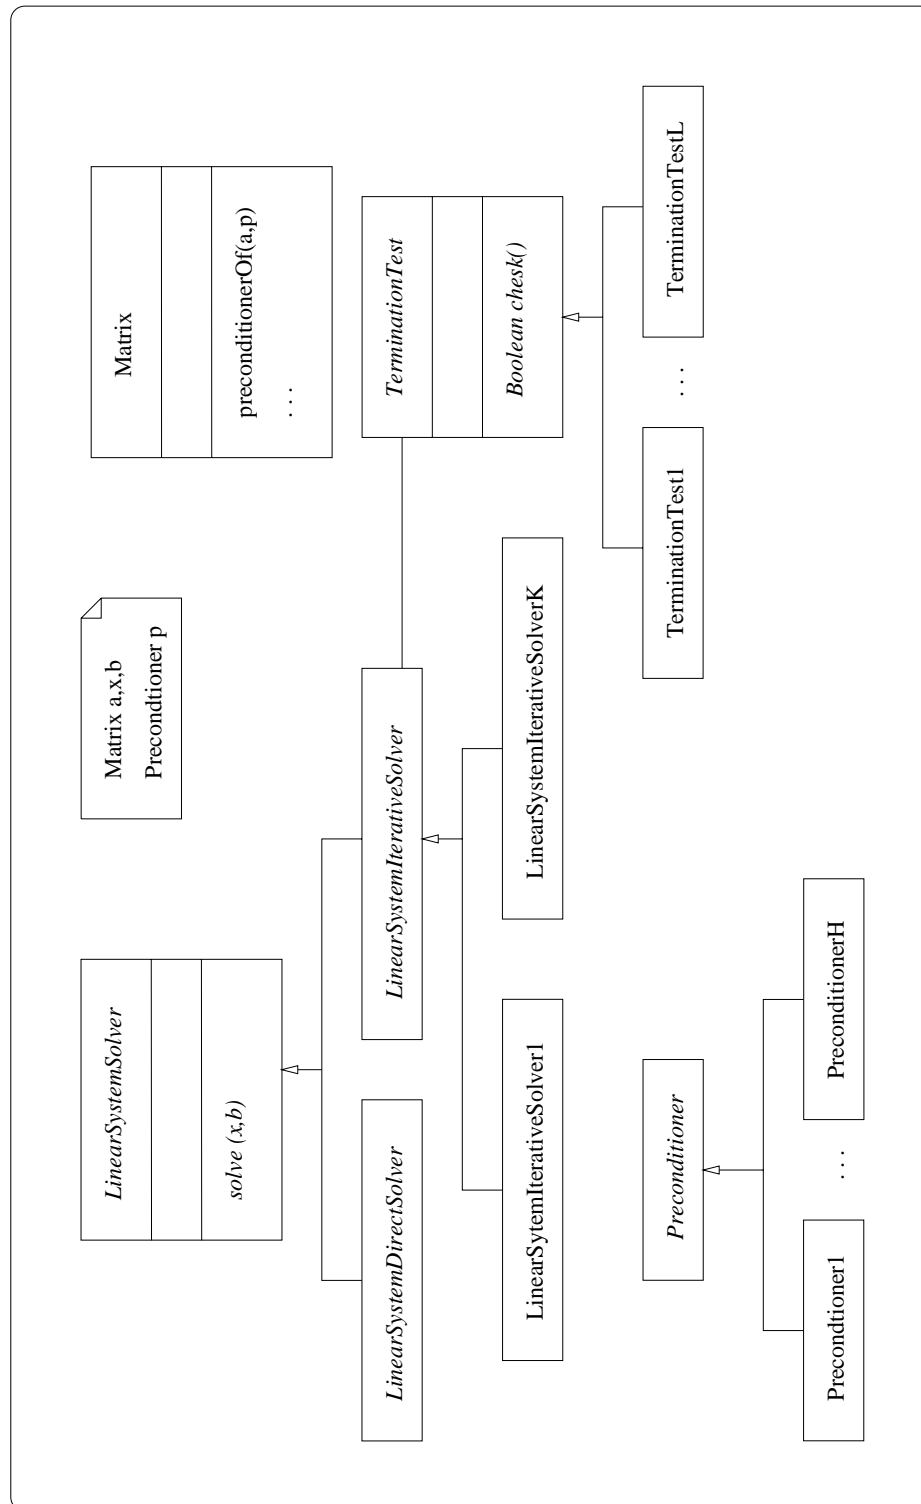 LinearSystemSolver
solve (x,b)
Matrix a,x,b
Precondtioner p
Matrix
preconditionerOf(a,p)
. . .
LinearSystemDirectSolver
LinearSystemIterativeSolver
TerminationTest
Boolean chesk()
LinearSytemIterativeSolver1
LinearSystemIterativeSolverK
TerminationTest1
. . .
TerminationTestL
Preconditioner
Precondtioner1
. . .
PreconditionerH